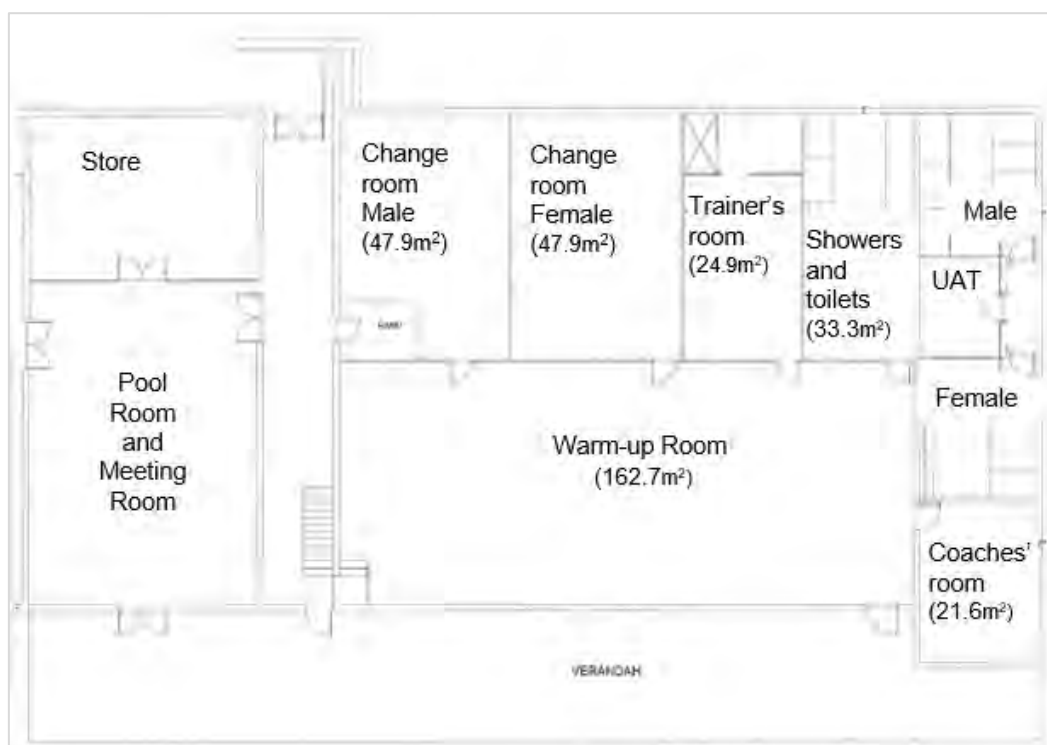 Store
Change
room
Male
(47.9m²)
Change
room
Female
(47.9m²)
Trainer's
room
(24.9m²)
Showers
and
toilets
(33.3m²)
Male
UAT
Female
Pool
Room
and
Meeting
Room
Warm-up Room
(162.7m²)
Coaches'
room
(21.6m²)
VERANDAH